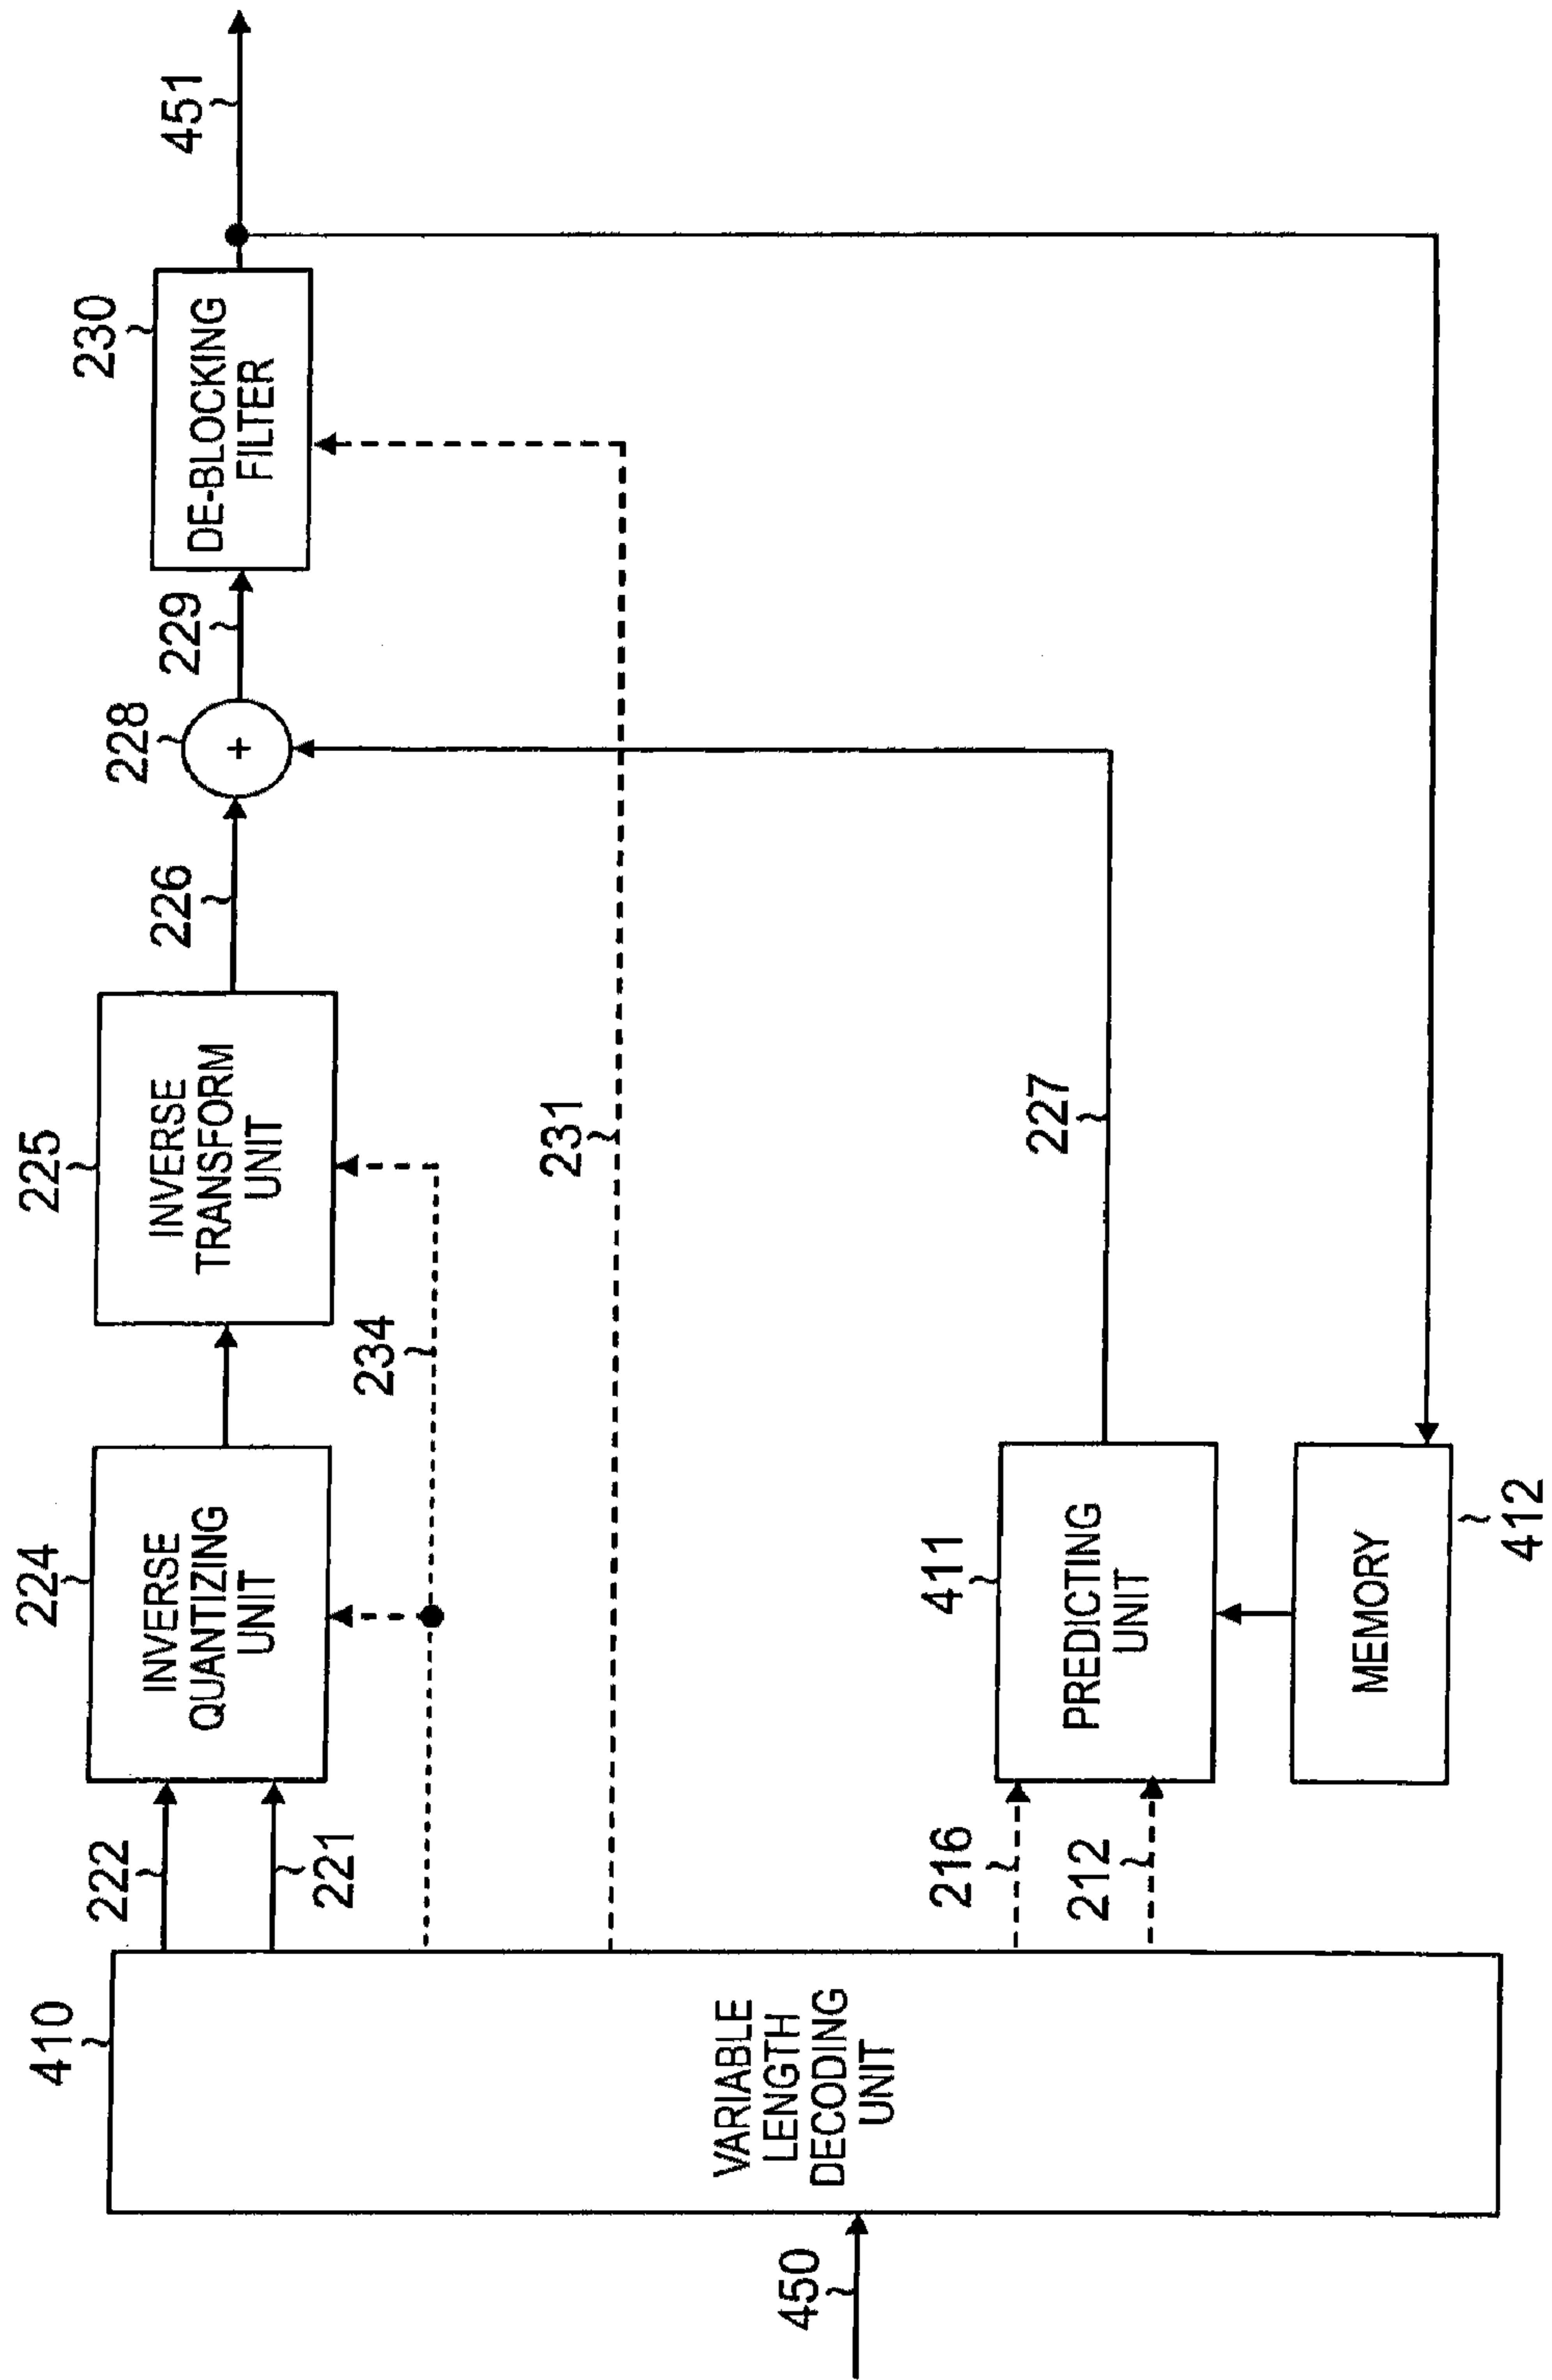 410
VARIABLE
LENGTH
DECODING
UNIT
450
222
221
224
INVERSE
QUANTIZING
UNIT
234
225
INVERSE
TRANSFORM
UNIT
226
228
+
229
230
DE-BLOCKING
FILTER
451
231
227
216
212
411
PREDICTING
UNIT
MEMORY
412